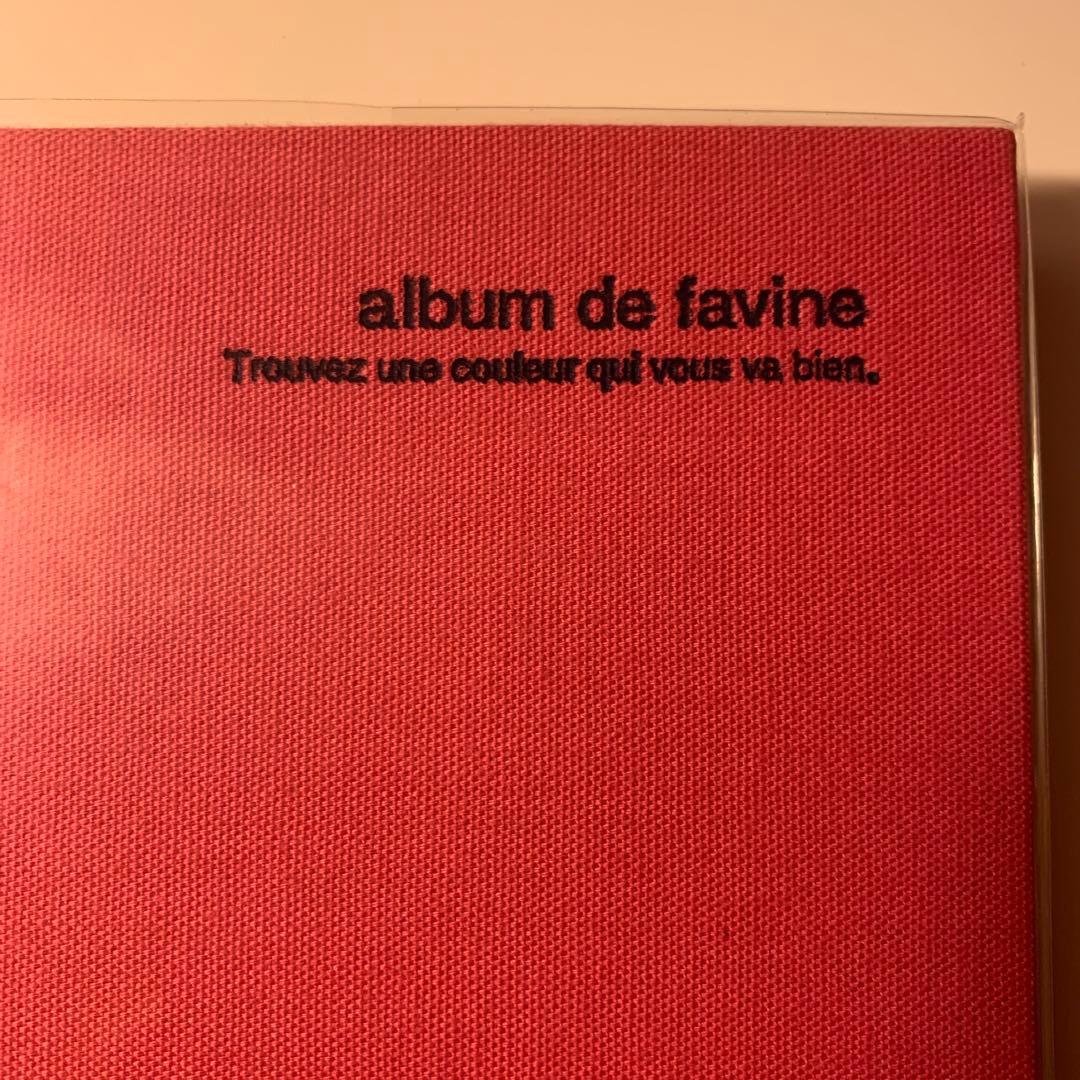 album de favine
Trouvez une couleur qui vous va bien.